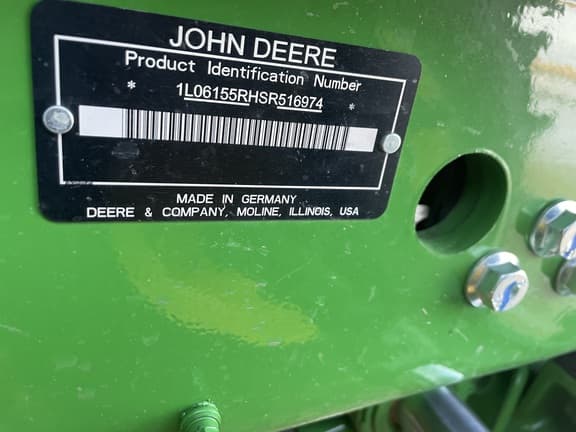 JOHN DEERE
Product Identification Number
* 1L06155RHSR516974 *
MADE IN GERMANY
DEERE & COMPANY, MOLINE, ILLINOIS, USA